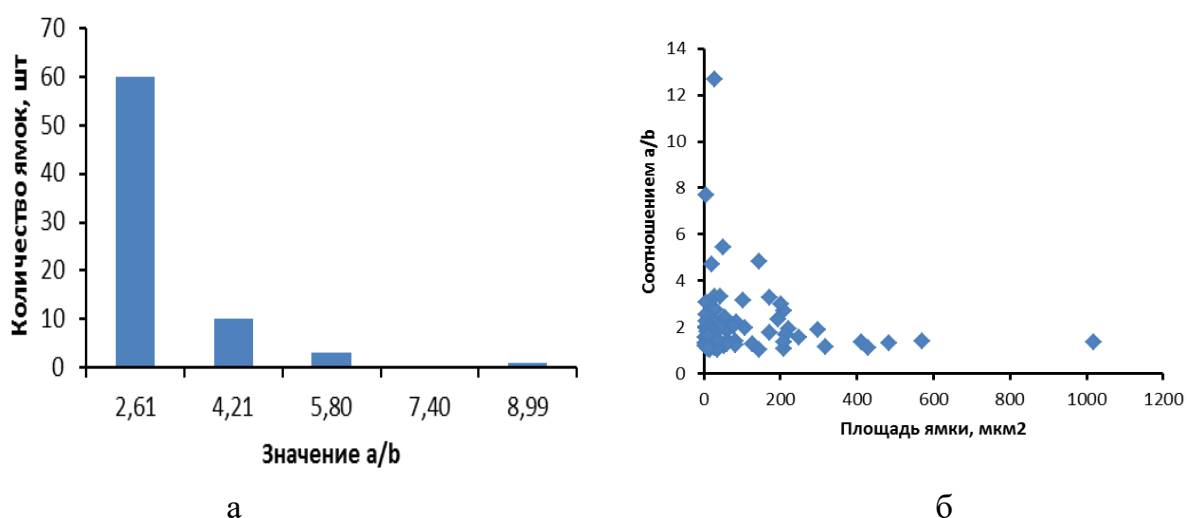 70
60
50
40
30
20
10
0
Количество ямок, шт
2,61 4,21 5,80 7,40 8,99
Значение a/b
а
14
12
10
8
6
4
2
0
Соотношением a/b
0 200 400 600 800 1000 1200
Площадь ямки, мкм2
б